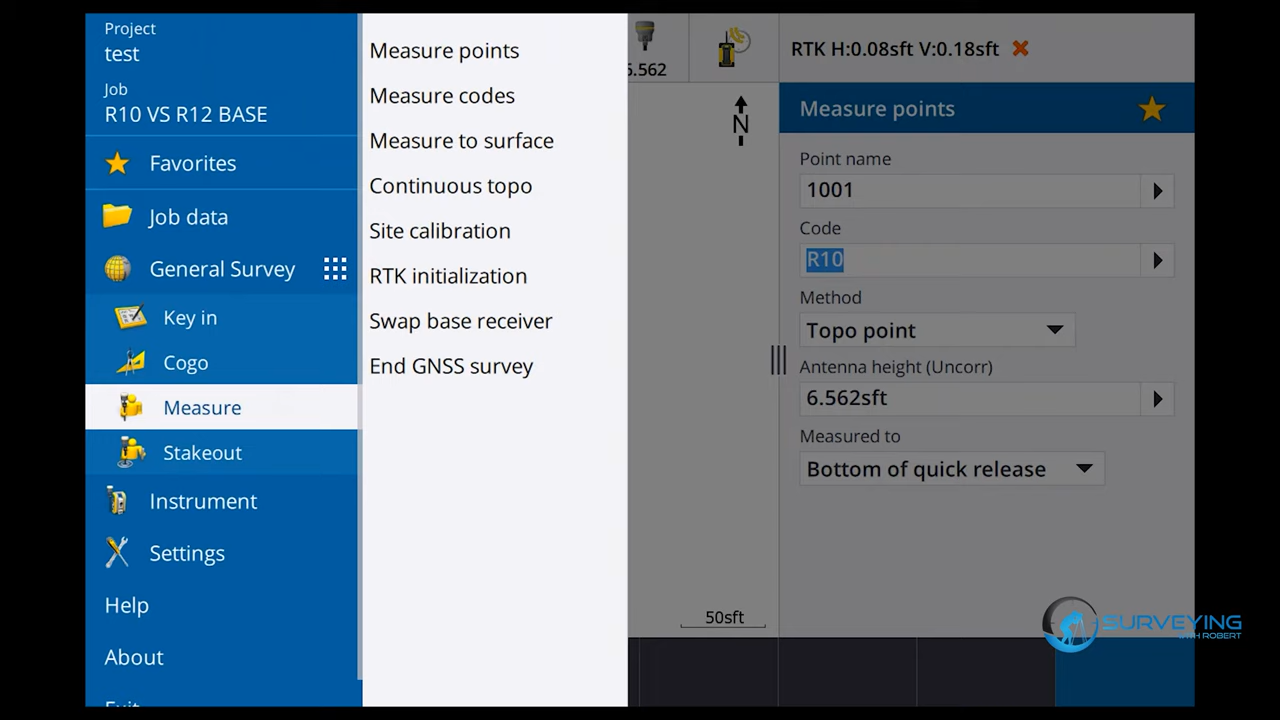 Project
test
Job
R10 VS R12 BASE
Favorites
Job data
General Survey
Key in
Cogo
Measure
Stakeout
Instrument
Settings
Help
About
Measure points
Measure codes
Measure to surface
Continuous topo
Site calibration
RTK initialization
Swap base receiver
End GNSS survey
6.562
N
50sft
RTK H:0.08sft V:0.18sft
Measure points
Point name
1001
Code
R10
Method
Topo point
Antenna height (Uncorr)
6.562sft
Measured to
Bottom of quick release
SURVEYING
WITH ROBERT